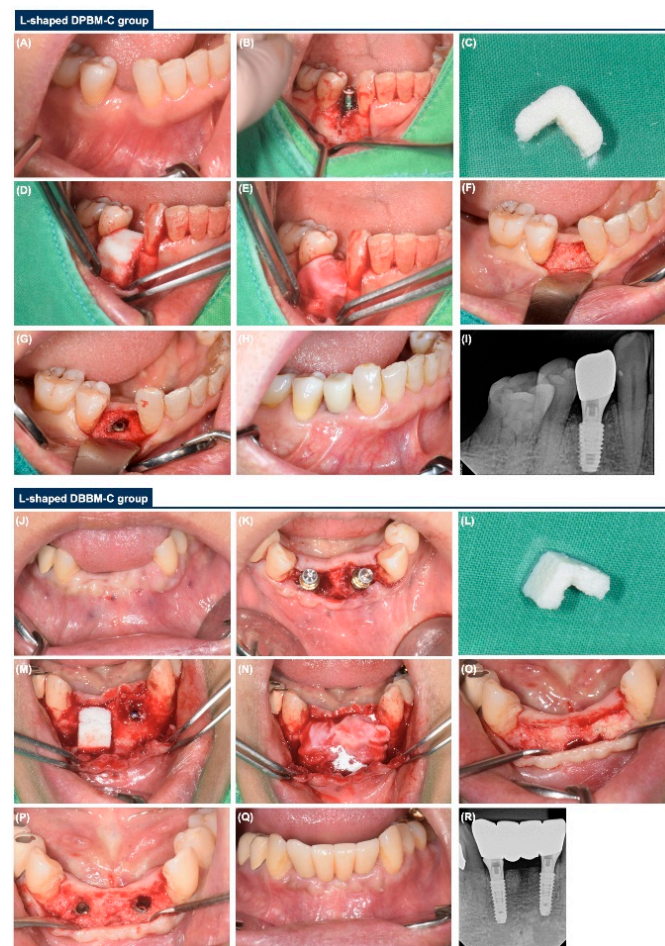 L-shaped DPBM-C group
(A)
(B)
(C)
(D)
(E)
(F)
(G)
(H)
(I)
L-shaped DBBM-C group
(J)
(K)
(L)
(M)
(N)
(O)
(P)
(Q)
(R)